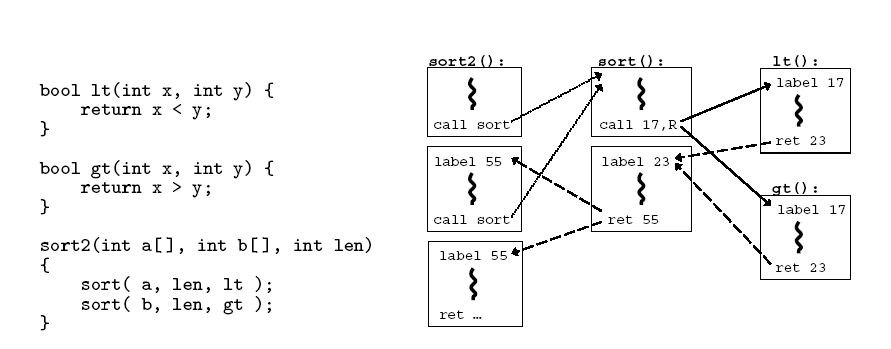 bool lt(int x, int y) {
    return x < y;
}
bool gt(int x, int y) {
    return x > y;
}
sort2(int a[], int b[], int len)
{
    sort( a, len, lt );
    sort( b, len, gt );
}
sort2():
call sort
label 55
call sort
label 55
ret …
sort():
call 17,R
label 23
ret 55
lt():
label 17
ret 23
gt():
label 17
ret 23